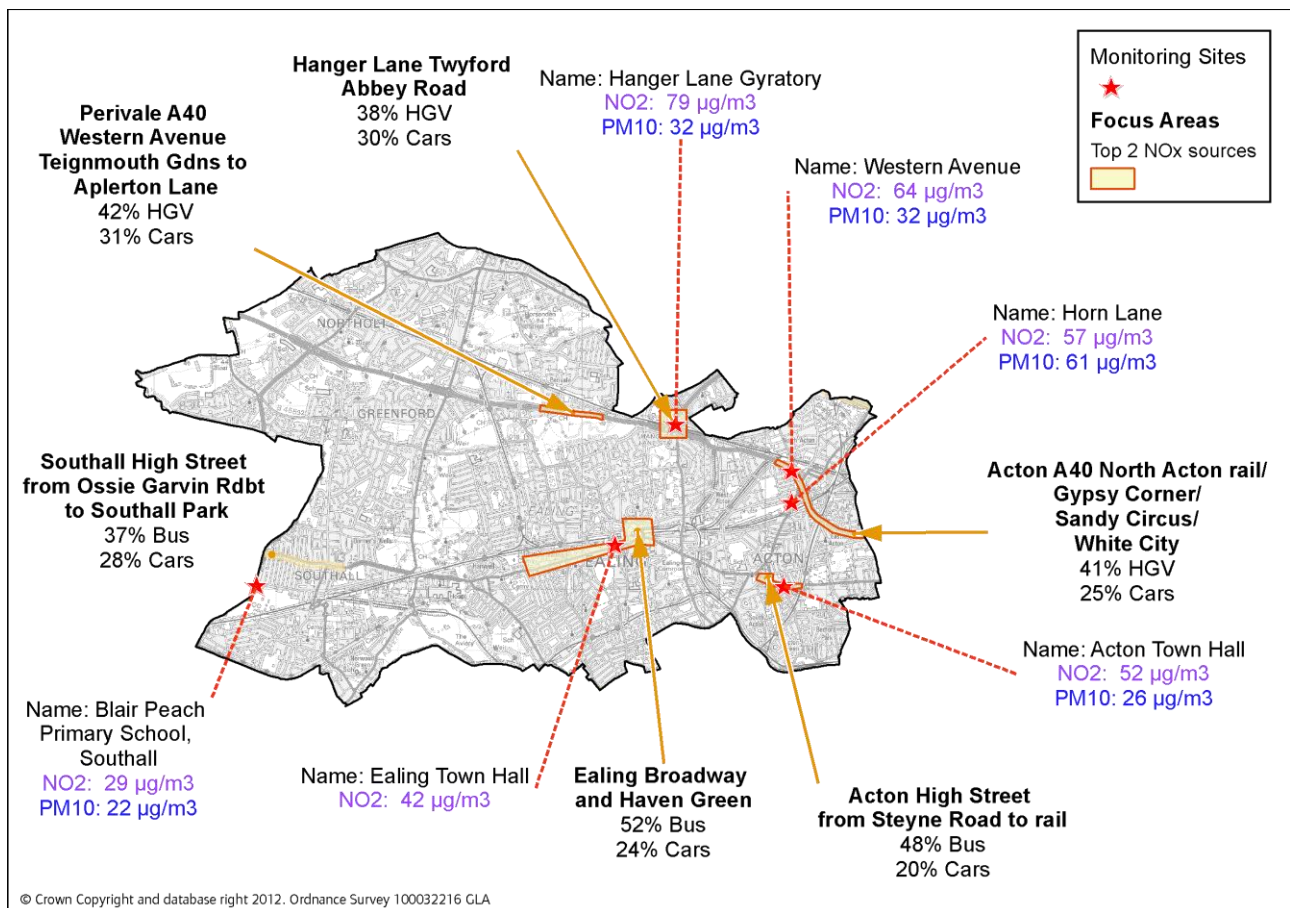 Hanger Lane Twyford
Abbey Road
38% HGV
30% Cars
Name: Hanger Lane Gyratory
NO2: 79 µg/m3
PM10: 32 µg/m3
Monitoring Sites
Focus Areas
Top 2 NOx sources
Perivale A40
Western Avenue
Teignmouth Gdns to
Aplerton Lane
42% HGV
31% Cars
Name: Western Avenue
NO2: 64 µg/m3
PM10: 32 µg/m3
Name: Horn Lane
NO2: 57 µg/m3
PM10: 61 µg/m3
NORTHOLT
GREENFORD
EALING
EALING
ACTON
SOUTHALL
Southall High Street
from Ossie Garvin Rdbt
to Southall Park
37% Bus
28% Cars
Acton A40 North Acton rail/
Gypsy Corner/
Sandy Circus/
White City
41% HGV
25% Cars
Name: Acton Town Hall
NO2: 52 µg/m3
PM10: 26 µg/m3
Name: Blair Peach
Primary School,
Southall
NO2: 29 µg/m3
PM10: 22 µg/m3
Name: Ealing Town Hall
NO2: 42 µg/m3
Ealing Broadway
and Haven Green
52% Bus
24% Cars
Acton High Street
from Steyne Road to rail
48% Bus
20% Cars
© Crown Copyright and database right 2012. Ordnance Survey 100032216 GLA